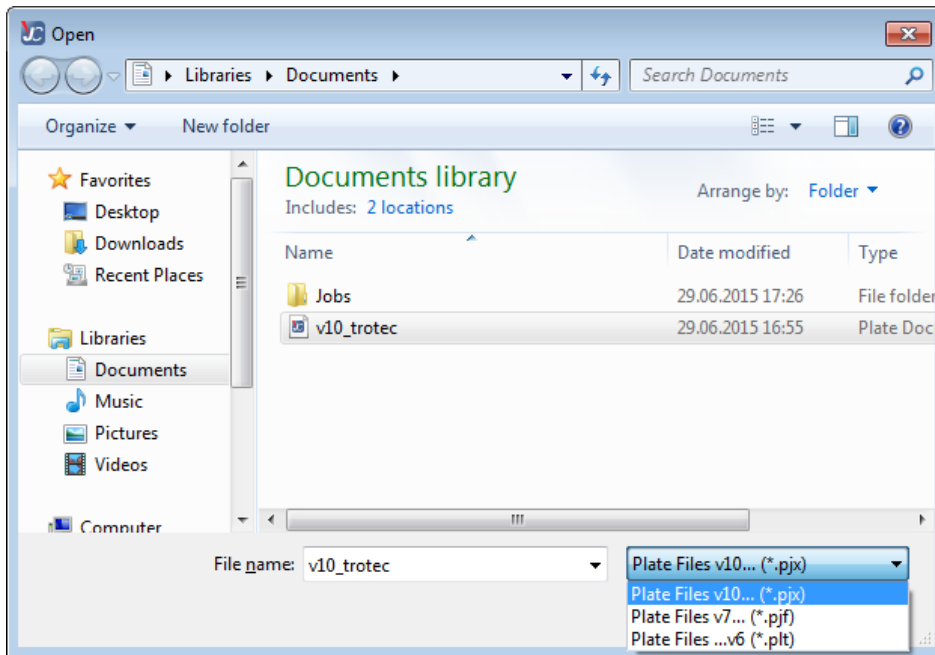 Open
Libraries Documents
Search Documents
Organize New folder
Favorites
Desktop
Downloads
Recent Places
Libraries
Documents
Music
Pictures
Videos
Computer
Documents library
Includes: 2 locations
Arrange by: Folder
Name Date modified Type
Jobs 29.06.2015 17:26 File folder
v10_trotec 29.06.2015 16:55 Plate Doc
File name: v10_trotec Plate Files v10... (*.pjx)
Plate Files v10... (*.pjx)
Plate Files v7... (*.pjf)
Plate Files ...v6 (*.plt)